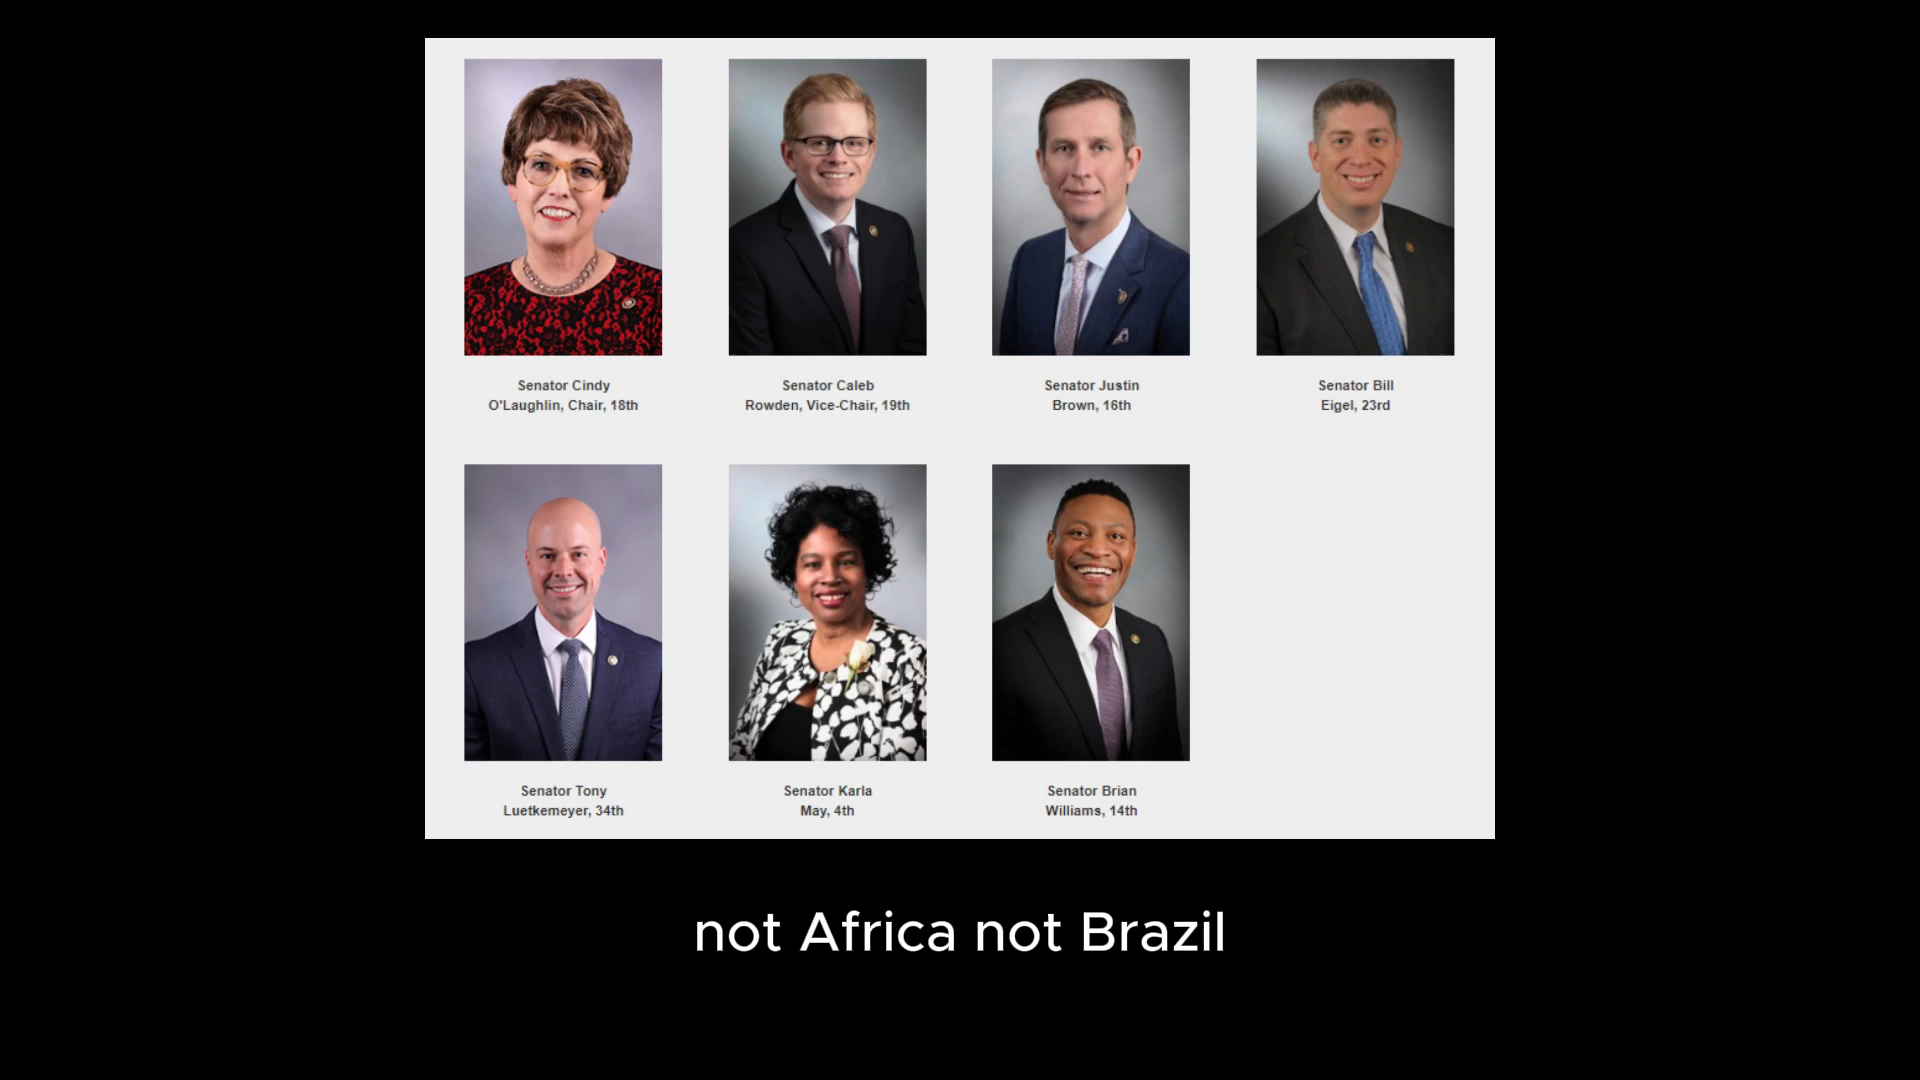 Senator Cindy
O'Laughlin, Chair, 18th
Senator Caleb
Rowden, Vice-Chair, 19th
Senator Justin
Brown, 16th
Senator Bill
Eigel, 23rd
Senator Tony
Luetkemeyer, 34th
Senator Karla
May, 4th
Senator Brian
Williams, 14th
not Africa not Brazil